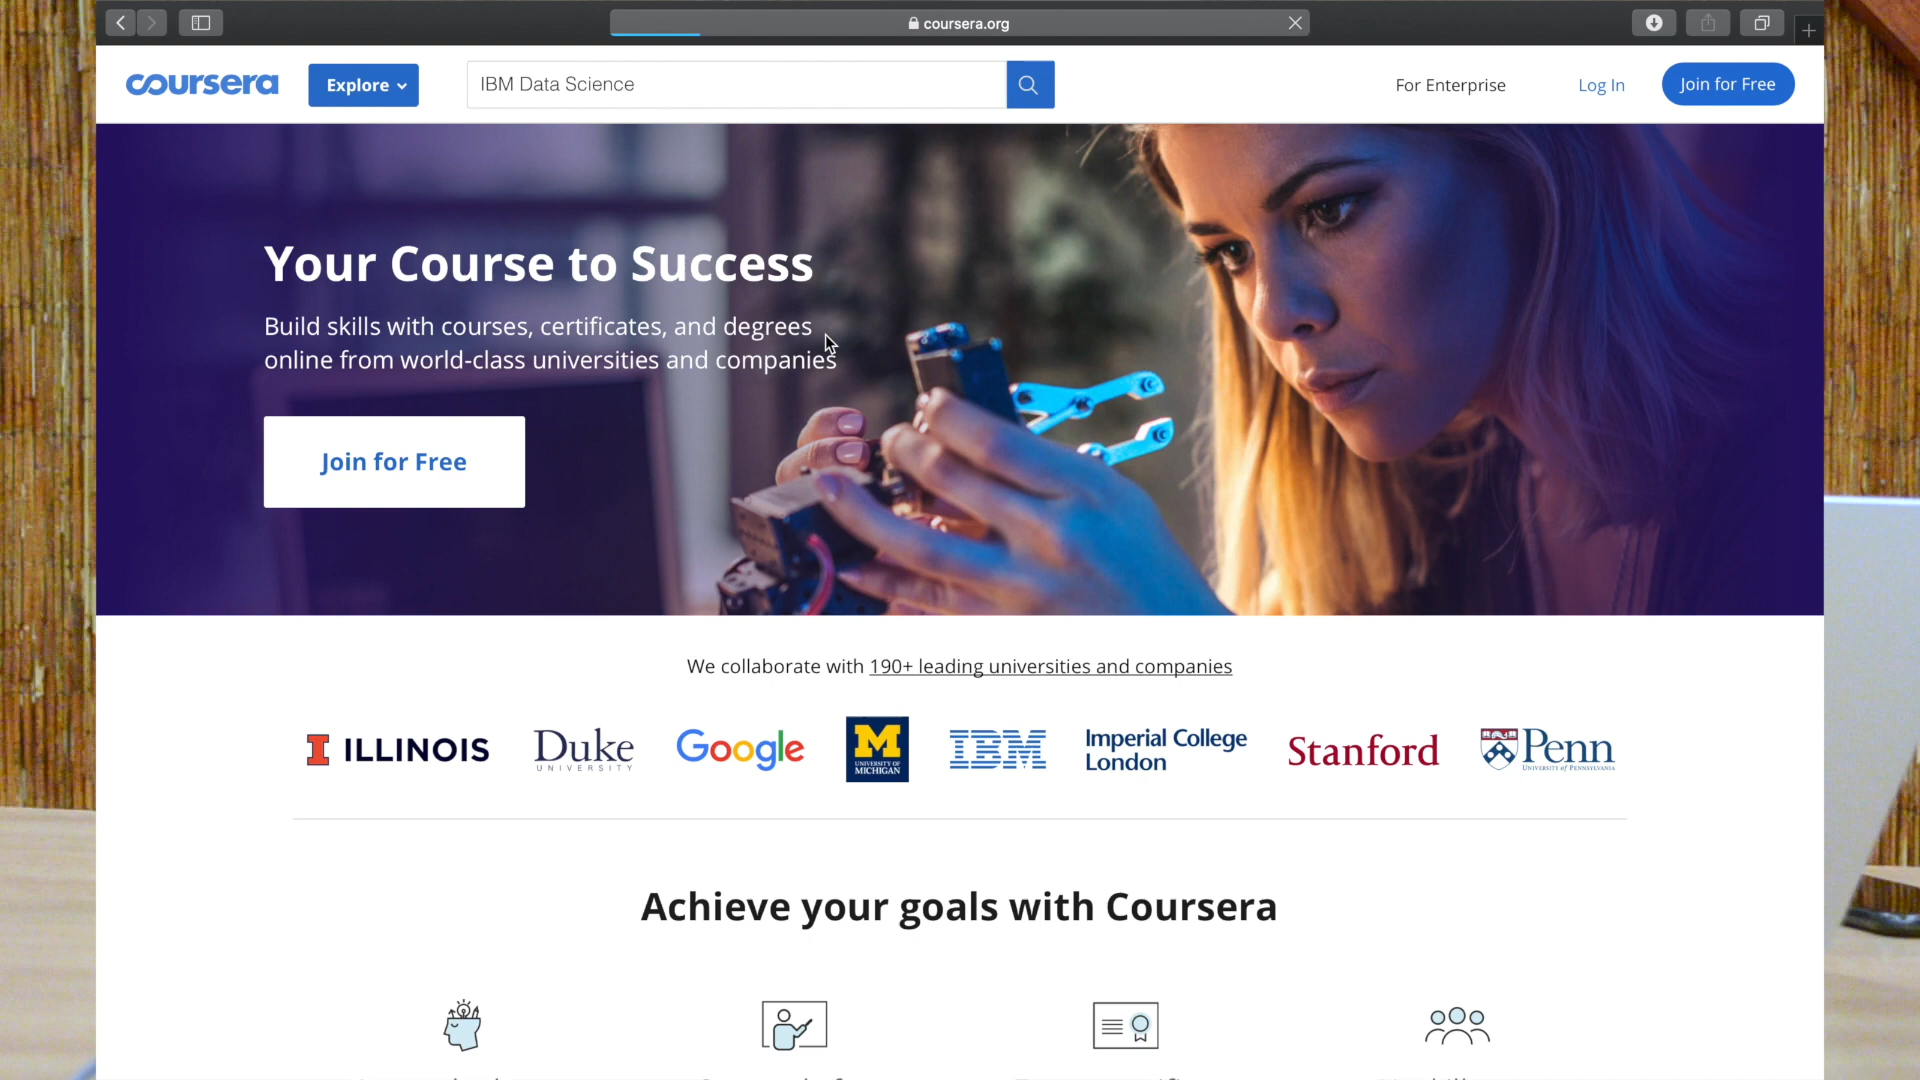 coursera.org
coursera
Explore
IBM Data Science
For Enterprise
Log In
Join for Free
Your Course to Success
Build skills with courses, certificates, and degrees
online from world-class universities and companies
Join for Free
We collaborate with 190+ leading universities and companies
I ILLINOIS
Duke
UNIVERSITY
Google
M
UNIVERSITY OF
MICHIGAN
IBM
Imperial College
London
Stanford
Penn
UNIVERSITY of PENNSYLVANIA
Achieve your goals with Coursera